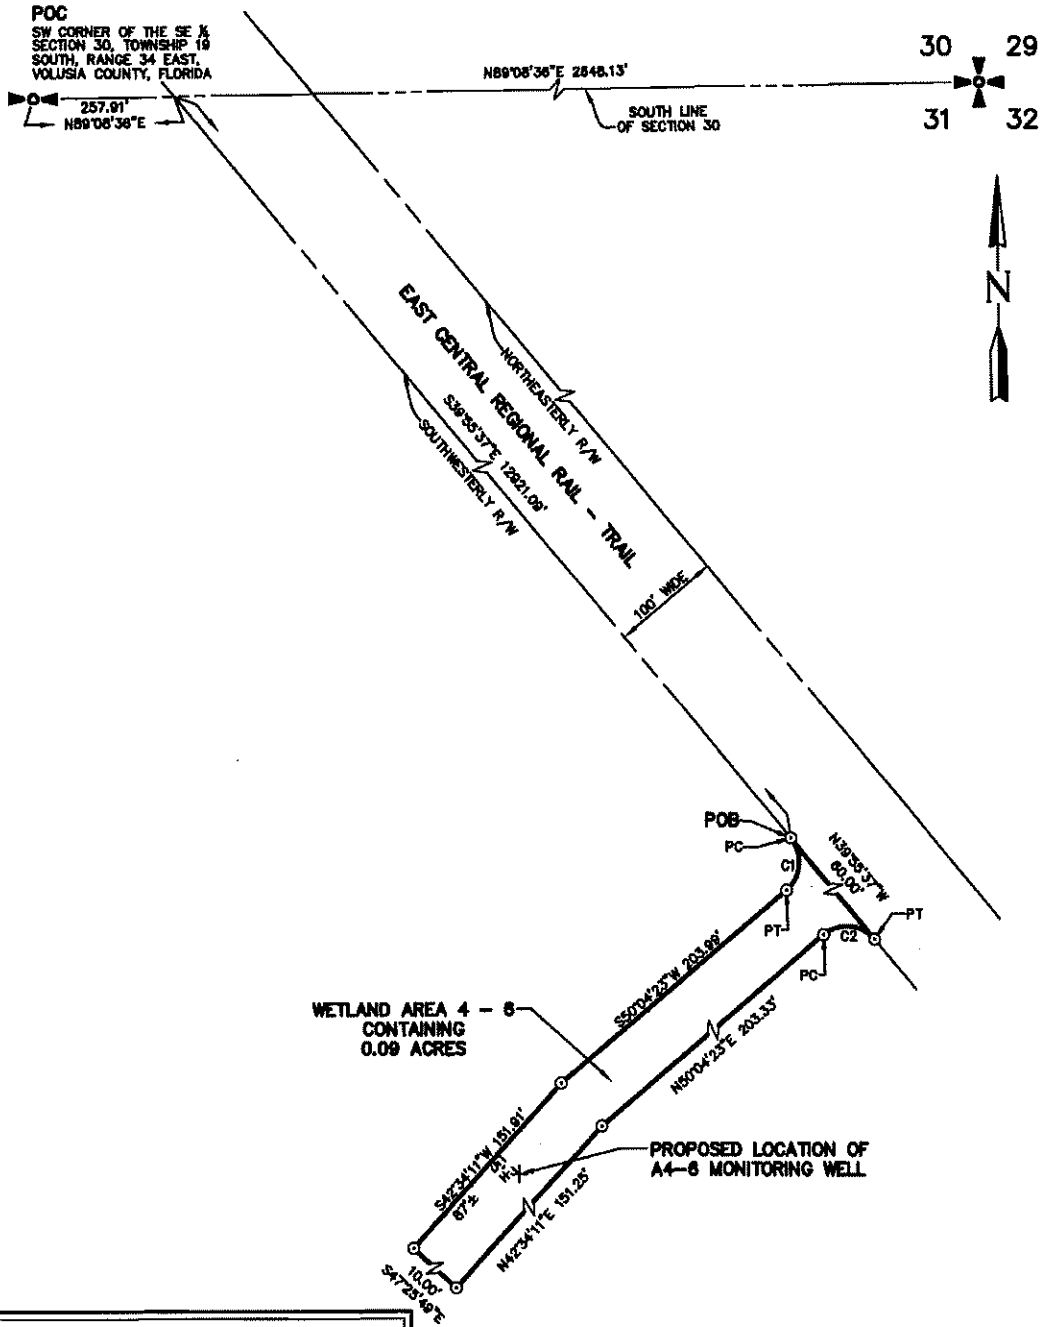 POC
SW CORNER OF THE SE ¼
SECTION 30, TOWNSHIP 19
SOUTH, RANGE 34 EAST,
VOLUSIA COUNTY, FLORIDA
257.91'
N89°08'36"E
N89°08'36"E 2648.13'
SOUTH LINE
OF SECTION 30
30 29
31 32
N
EAST CENTRAL REGIONAL RAIL - TRAIL
NORTHEASTERLY R/W
S39°55'37"E 12921.09'
SOUTHWESTERLY R/W
100' WIDE
POB
PC
C1
N39°55'37"W
60.00'
PT
PT
C2
PC
S50°04'23"W 203.99'
N50°04'23"E 203.33'
WETLAND AREA 4 - 6
CONTAINING
0.09 ACRES
PROPOSED LOCATION OF
A4-6 MONITORING WELL
S42°34'11"W 151.91'
67'±
N42°34'11"E 151.25'
10.00'
S47°25'49"E